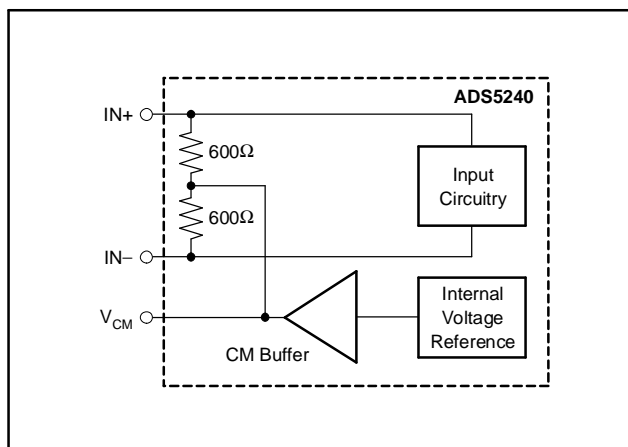 ADS5240
IN+
600Ω
Input
Circuitry
600Ω
IN−
Internal
Voltage
Reference
V_CM
CM Buffer